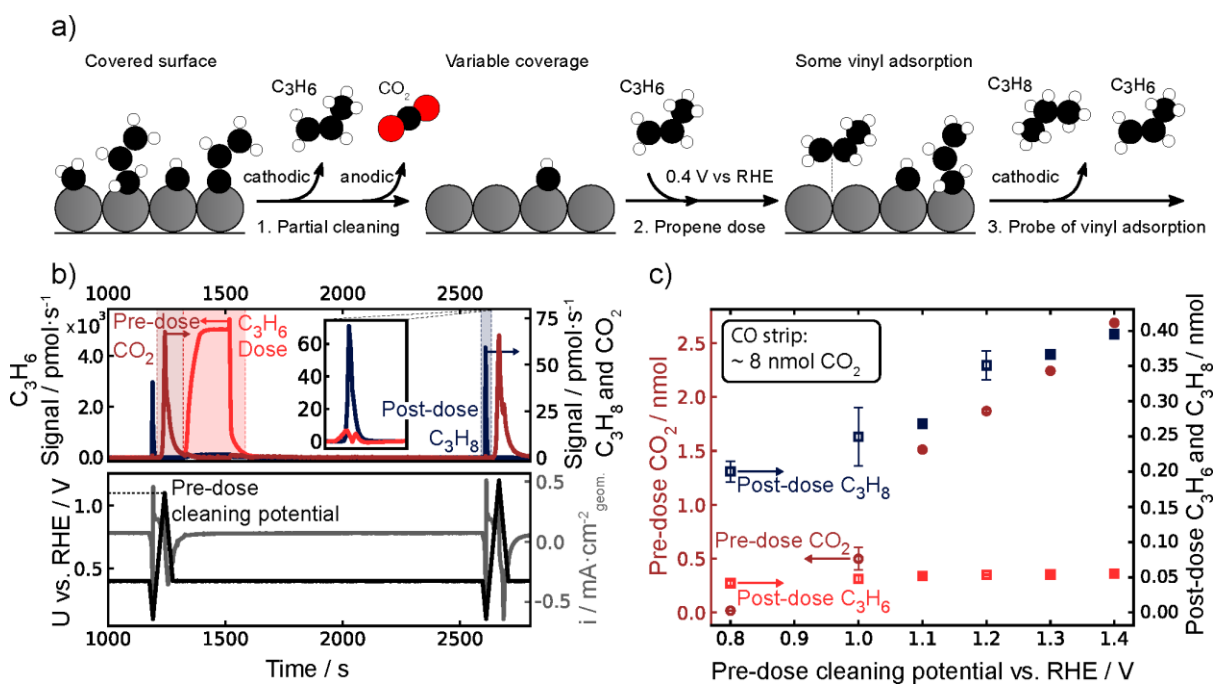 a)
Covered surface
Variable coverage
Some vinyl adsorption
C3H6
CO2
C3H6
C3H8
C3H6
cathodic
anodic
0.4 V vs RHE
cathodic
1. Partial cleaning
2. Propene dose
3. Probe of vinyl adsorption
b)
1000 1500 2000 2500
C3H6
Signal / pmol·s⁻¹
×10³
4.0
2.0
0.0
Pre-dose
CO2
C3H6
Dose
60
40
20
0
Post-dose
C3H8
75
50
25
0
Signal / pmol·s⁻¹
C3H8 and CO2
U vs. RHE / V
1.0
0.5
Pre-dose
cleaning potential
0.5
0.0
-0.5
i / mA·cm⁻²geom.
1000 1500 2000 2500
Time / s
c)
Pre-dose CO2 / nmol
2.5
2.0
1.5
1.0
0.5
0.0
CO strip:
~ 8 nmol CO2
Post-dose C3H8
Pre-dose CO2
Post-dose C3H6
0.40
0.35
0.30
0.25
0.20
0.15
0.10
0.05
0.00
Post-dose C3H6 and C3H8 / nmol
0.8 0.9 1.0 1.1 1.2 1.3 1.4
Pre-dose cleaning potential vs. RHE / V